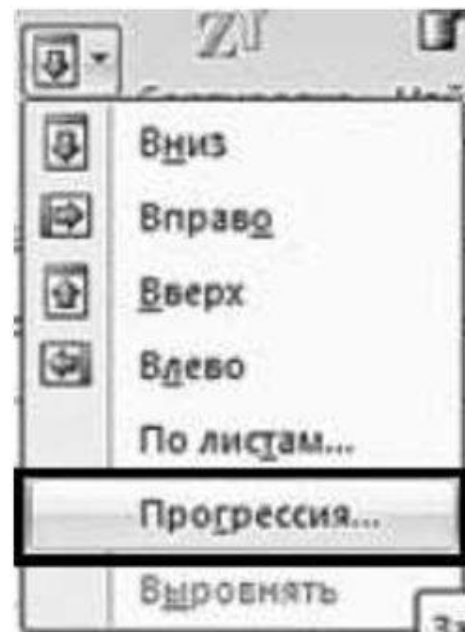 Вниз
Вправо
Вверх
Влево
По листам...
Прогрессия...
Выровнять